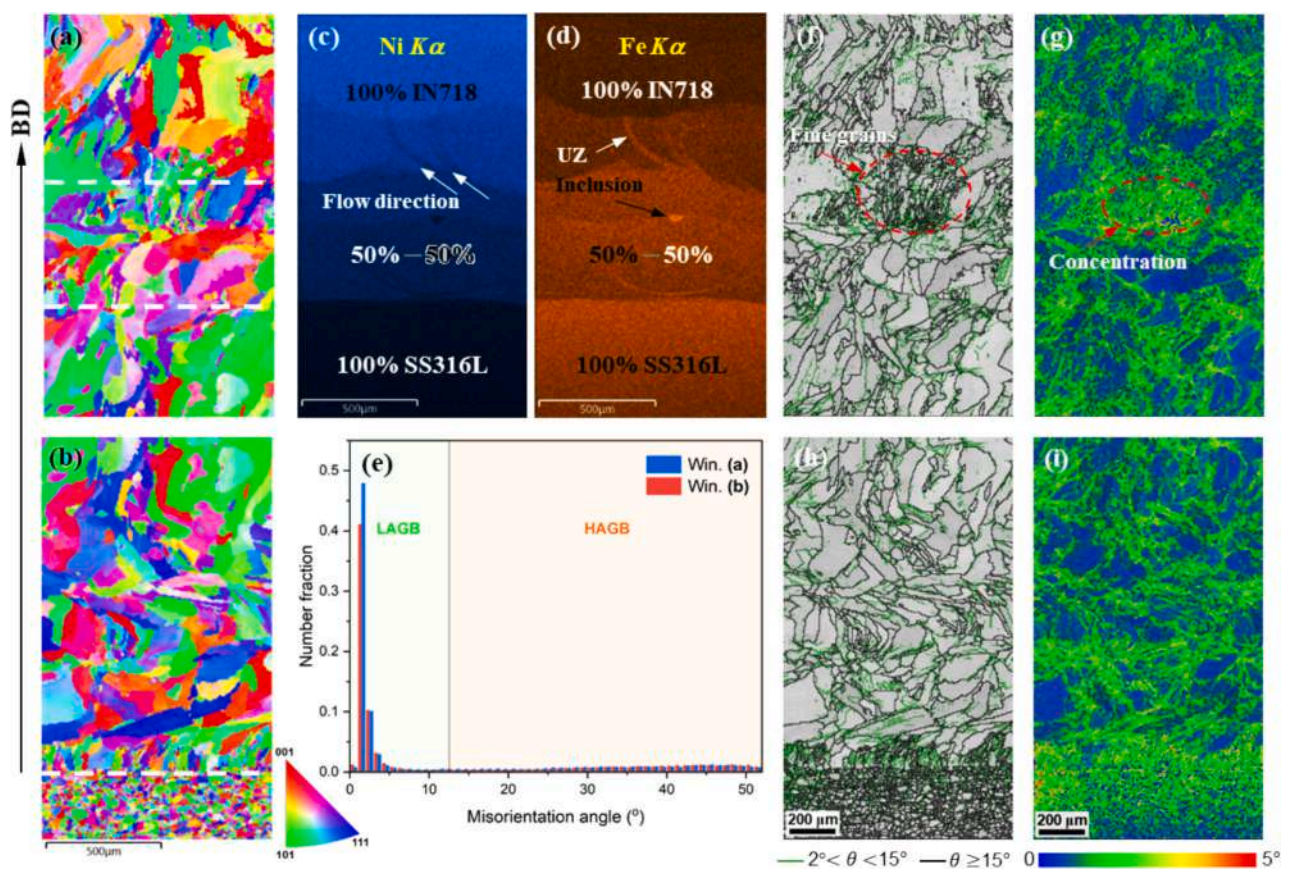 (a)
BD
(c)
Ni Kα
100% IN718
Flow direction
50% — 50%
100% SS316L
500μm
(d)
Fe Kα
100% IN718
UZ
Inclusion
50% — 50%
100% SS316L
500μm
(f)
Fine grains
(g)
Concentration
(b)
500μm
001
101
111
(e)
Win. (a)
Win. (b)
LAGB
HAGB
Number fraction
0.5
0.4
0.3
0.2
0.1
0.0
0 10 20 30 40 50
Misorientation angle (o)
(h)
200 μm
2°< θ <15° θ ≥15°
(i)
200 μm
0 5°